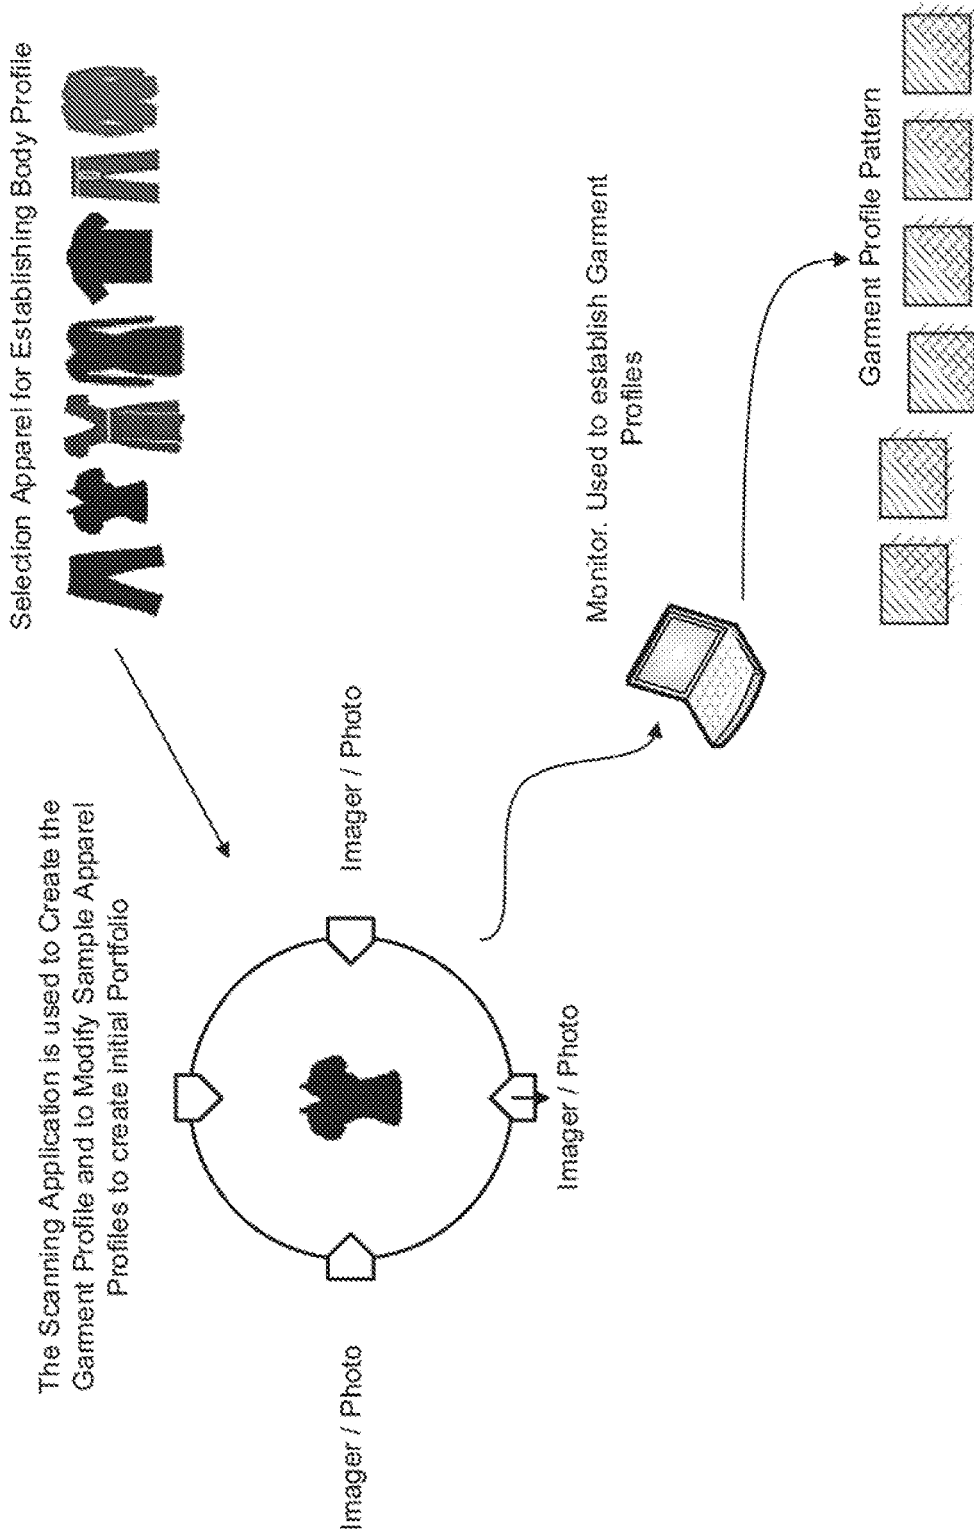 Selection Apparel for Establishing Body Profile
The Scanning Application is used to Create the
Garment Profile and to Modify Sample Apparel
Profiles to create Initial Portfolio
Imager / Photo
Imager / Photo
Imager / Photo
Monitor. Used to establish Garment
Profiles
Garment Profile Pattern